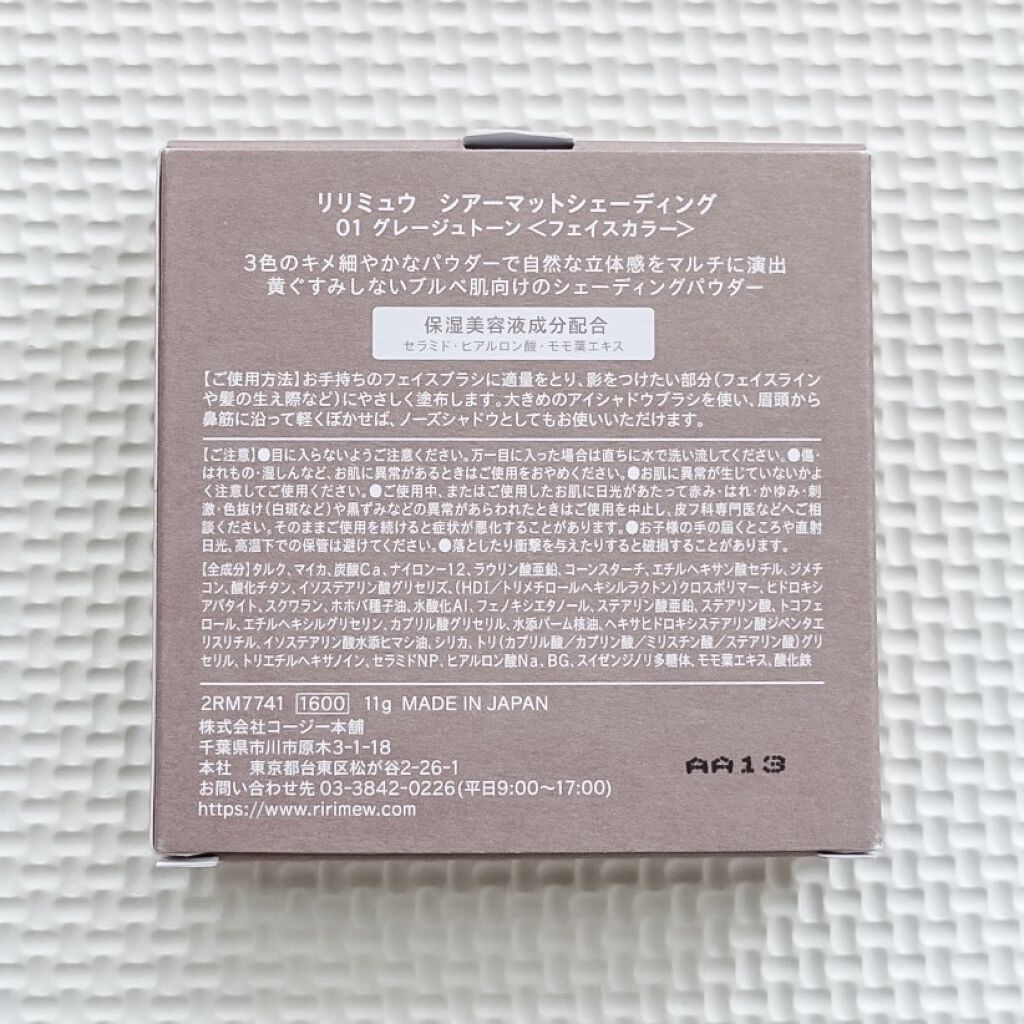 リリミュウ シアーマットシェーディング
01 グレージュトーン<フェイスカラー>
3色のキメ細やかなパウダーで自然な立体感をマルチに演出
黄ぐすみしないブルベ肌向けのシェーディングパウダー
保湿美容液成分配合
セラミド・ヒアルロン酸・モモ葉エキス
【ご使用方法】お手持ちのフェイスブラシに適量をとり、影をつけたい部分(フェイスライン
や髪の生え際など)にやさしく塗布します。大きめのアイシャドウブラシを使い、眉頭から
鼻筋に沿って軽くぼかせば、ノーズシャドウとしてもお使いいただけます。
【ご注意】●目に入らないようご注意ください。万一目に入った場合は直ちに水で洗い流してください。●傷・
はれもの・湿しんなど、お肌に異常があるときはご使用をおやめください。●お肌に異常が生じていないかよ
く注意してご使用ください。●ご使用中、またはご使用したお肌に日光があたって赤み・はれ・かゆみ・刺
激・色抜け(白斑など)や黒ずみなどの異常があらわれたときはご使用を中止し、皮フ科専門医などへご相
談ください。そのままご使用を続けると症状が悪化することがあります。●お子様の手の届くところや直射
日光、高温下での保管は避けてください。●落としたり衝撃を与えたりすると破損することがあります。
【全成分】タルク、マイカ、炭酸Ca、ナイロン-12、ラウリン酸亜鉛、コーンスターチ、エチルヘキサン酸セチル、ジメチ
コン、酸化チタン、イソステアリン酸グリセリズ、(HDI/トリメチロールヘキシルラクトン)クロスポリマー、ヒドロキシ
アパタイト、スクワラン、ホホバ種子油、水酸化Al、フェノキシエタノール、ステアリン酸亜鉛、ステアリン酸、トコフェ
ロール、エチルヘキシルグリセリン、カプリル酸グリセリル、水添パーム核油、ヘキサヒドロキシステアリン酸ジペンタエ
リスリチル、イソステアリン酸水添ヒマシ油、シリカ、トリ(カプリル酸/カプリン酸/ミリスチン酸/ステアリン酸)グリ
セリル、トリエチルヘキサノイン、セラミドNP、ヒアルロン酸Na、BG、スイゼンジノリ多糖体、モモ葉エキス、酸化鉄
2RM7741 1600 11g MADE IN JAPAN
株式会社コージー本舗
千葉県市川市原木3-1-18
本社 東京都台東区松が谷2-26-1
お問い合わせ先 03-3842-0226(平日9:00〜17:00)
https://www.ririmew.com
AA13